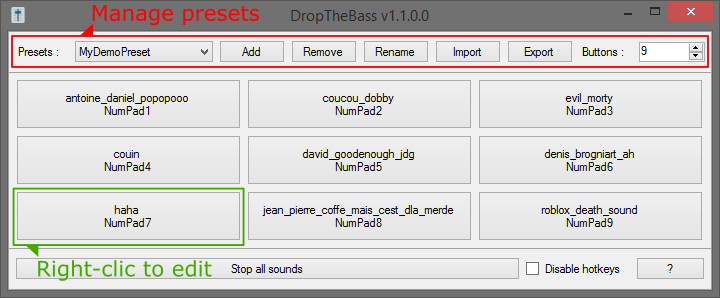 Manage presets
DropTheBass v1.1.0.0
Presets : MyDemoPreset Add Remove Rename Import Export Buttons : 9
antoine_daniel_popopooo
NumPad1
coucou_dobby
NumPad2
evil_morty
NumPad3
couin
NumPad4
david_goodenough_jdg
NumPad5
denis_brogniart_ah
NumPad6
haha
NumPad7
jean_pierre_coffe_mais_cest_dla_merde
NumPad8
roblox_death_sound
NumPad9
Right-clic to edit
Stop all sounds Disable hotkeys ?